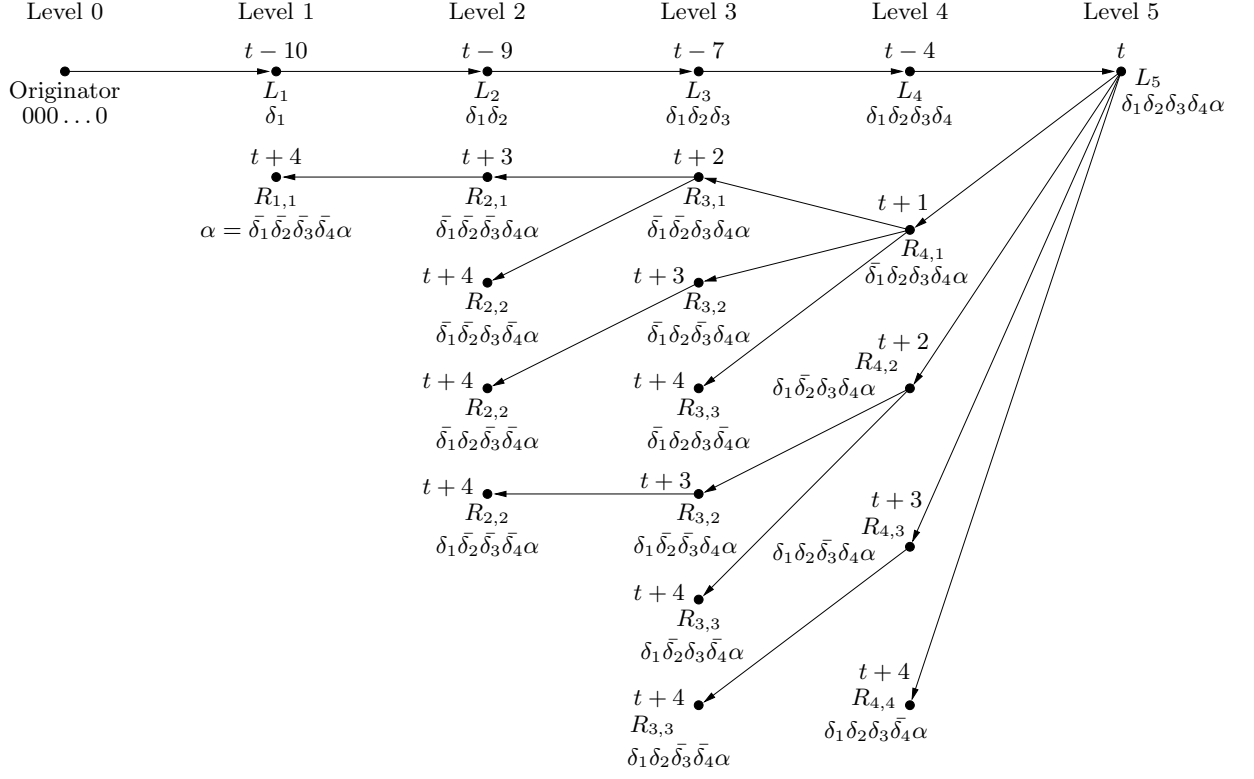 Level 0 Level 1 Level 2 Level 3 Level 4 Level 5
t − 10 t − 9 t − 7 t − 4 t
Originator L₁ L₂ L₃ L₄ L₅
000...0 δ₁ δ₁δ₂ δ₁δ₂δ₃ δ₁δ₂δ₃δ₄ δ₁δ₂δ₃δ₄α
t + 4 t + 3 t + 2
R₁,₁ R₂,₁ R₃,₁ t + 1
α = δ̄₁δ̄₂δ̄₃δ̄₄α δ̄₁δ̄₂δ̄₃δ₄α δ̄₁δ̄₂δ₃δ₄α R₄,₁
δ̄₁δ₂δ₃δ₄α
t + 4 t + 3
R₂,₂ R₃,₂
δ̄₁δ̄₂δ₃δ̄₄α δ̄₁δ₂δ̄₃δ₄α
t + 2
R₄,₂
t + 4 t + 4 δ₁δ̄₂δ₃δ₄α
R₂,₂ R₃,₃
δ̄₁δ₂δ̄₃δ̄₄α δ̄₁δ₂δ₃δ̄₄α
t + 4 t + 3 t + 3
R₂,₂ R₃,₂ R₄,₃
δ₁δ̄₂δ̄₃δ̄₄α δ₁δ̄₂δ̄₃δ₄α δ₁δ₂δ̄₃δ₄α
t + 4
R₃,₃
δ₁δ̄₂δ₃δ̄₄α
t + 4 t + 4
R₃,₃ R₄,₄
δ₁δ₂δ̄₃δ̄₄α δ₁δ₂δ₃δ̄₄α